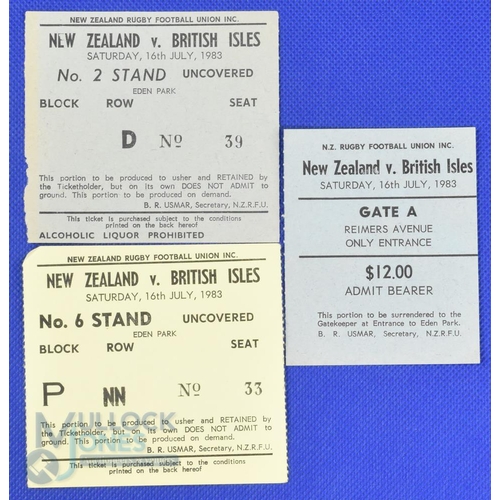 NEW ZEALAND RUGBY FOOTBALL UNION INC.
NEW ZEALAND v. BRITISH ISLES
SATURDAY, 16th JULY, 1983
No. 2 STAND UNCOVERED
EDEN PARK
BLOCK ROW SEAT
D No 39
This portion to be produced to usher and RETAINED by
the Ticketholder, but on its own DOES NOT ADMIT to
ground. This portion to be produced on demand.
B. R. USMAR, Secretary, N.Z.R.F.U.
This ticket is purchased subject to the conditions
printed on the back hereof
ALCOHOLIC LIQUOR PROHIBITED
NEW ZEALAND RUGBY FOOTBALL UNION INC.
NEW ZEALAND v. BRITISH ISLES
SATURDAY, 16th JULY, 1983
No. 6 STAND UNCOVERED
EDEN PARK
BLOCK ROW SEAT
P NN No 33
This portion to be produced to usher and RETAINED by
the Ticketholder, but on its own DOES NOT ADMIT to
ground. This portion to be produced on demand.
B. R. USMAR, Secretary, N.Z.R.F.U.
This ticket is purchased subject to the conditions
printed on the back hereof
MULLOCK
JONES
N.Z. RUGBY FOOTBALL UNION INC.
New Zealand v. British Isles
SATURDAY, 16th JULY, 1983
GATE A
REIMERS AVENUE
ONLY ENTRANCE
$12.00
ADMIT BEARER
This portion to be surrendered to the
Gatekeeper at Entrance to Eden Park.
B. R. USMAR, Secretary, N.Z.R.F.U.